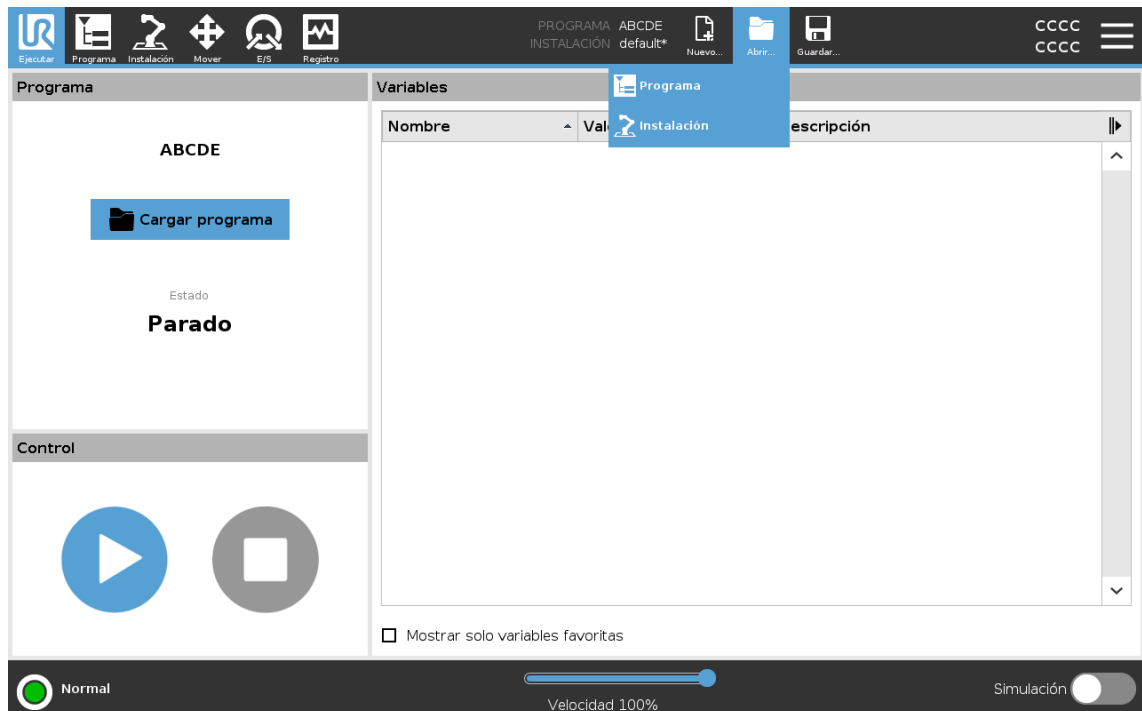 UR
Ejecutar
Programa
Instalación
Mover
E/S
Registro
PROGRAMA ABCDE
INSTALACIÓN default*
Nuevo...
Abrir...
Guardar...
CCCC
CCCC
Programa
Variables
Programa
Instalación
Nombre
escripción
ABCDE
Cargar programa
Estado
Parado
Control
Mostrar solo variables favoritas
Normal
Velocidad 100%
Simulación